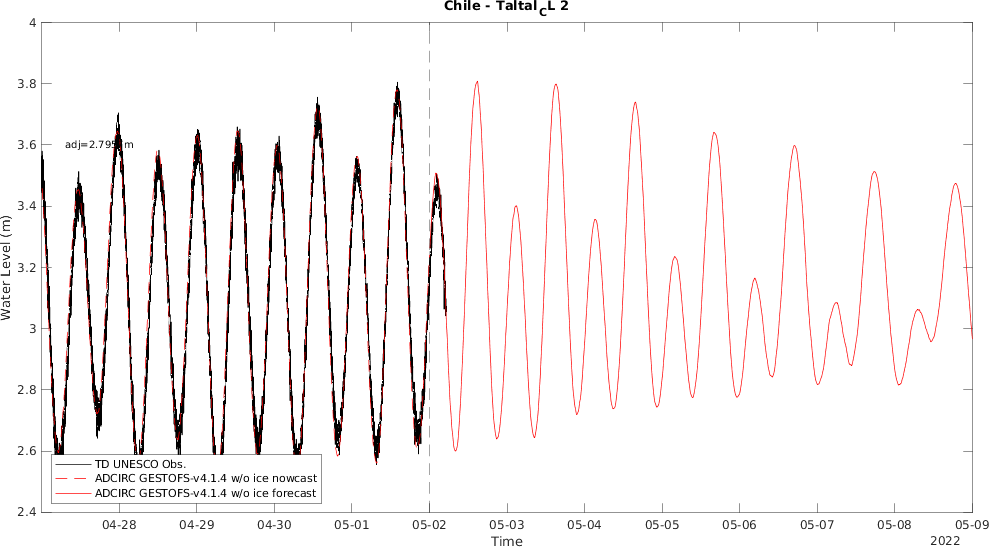 Chile - Taltal_CL 2
4
3.8
3.6
3.4
3.2
3
2.8
2.6
2.4
Water Level (m)
adj=2.795 m
TD UNESCO Obs.
ADCIRC GESTOFS-v4.1.4 w/o ice nowcast
ADCIRC GESTOFS-v4.1.4 w/o ice forecast
04-28 04-29 04-30 05-01 05-02 05-03 05-04 05-05 05-06 05-07 05-08 05-09
Time
2022